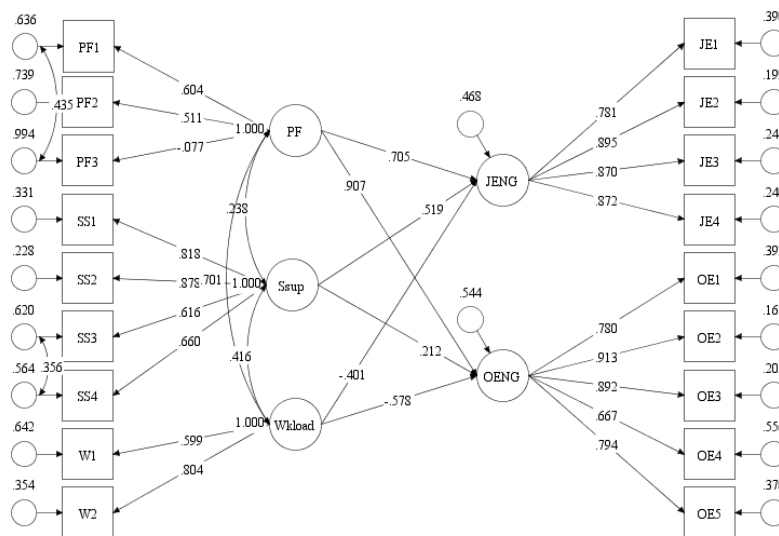 .636
PF1
.739
PF2
.435
.994
PF3
.331
SS1
.228
SS2
.620
SS3
.564
.356
SS4
.642
W1
.354
W2
.604
.511
-.077
1.000
PF
.238
.818
.878
.701
1.000
.616
.660
Ssup
.416
.599
1.000
.804
Wkload
.705
.907
.519
.212
-.401
-.578
.468
JENG
.544
OENG
.781
.895
.870
.872
.780
.913
.892
.667
.794
JE1
JE2
JE3
JE4
OE1
OE2
OE3
OE4
OE5